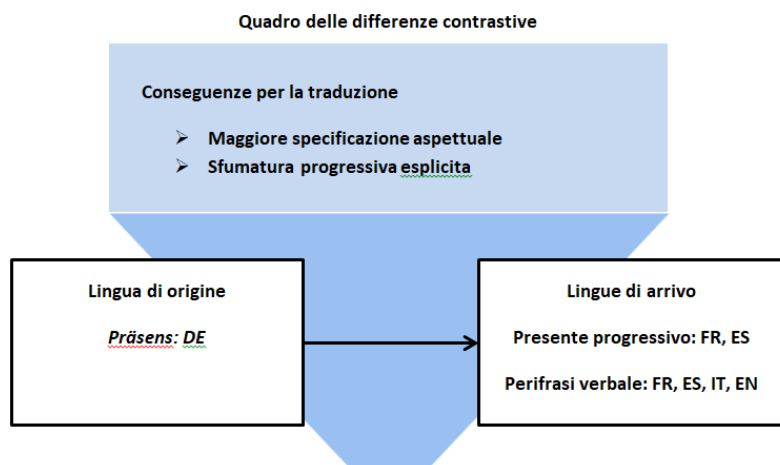 Quadro delle differenze contrastive
Conseguenze per la traduzione
➢ Maggiore specificazione aspettuale
➢ Sfumatura progressiva esplicita
Lingua di origine
Präsens: DE
Lingue di arrivo
Presente progressivo: FR, ES
Perifrasi verbale: FR, ES, IT, EN